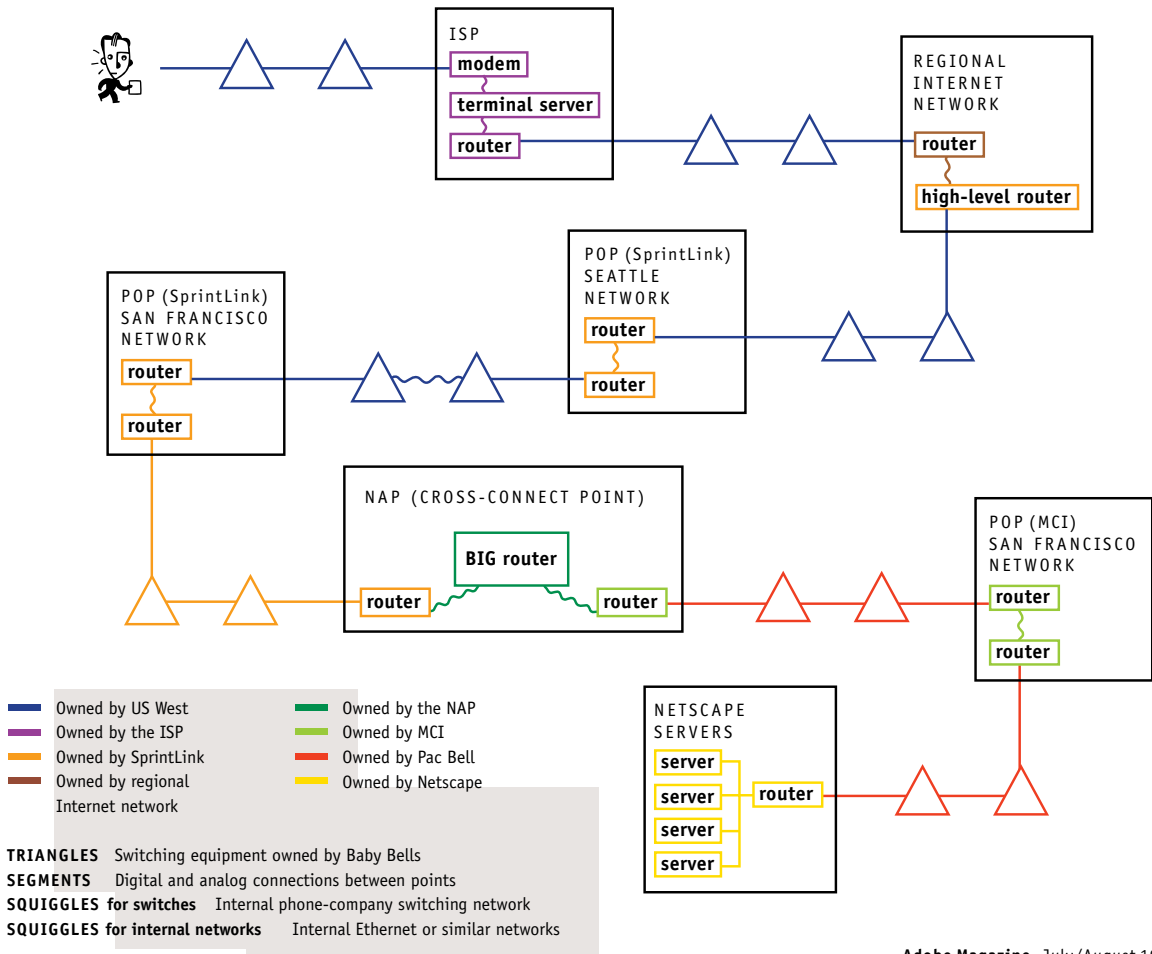 ISP
modem
terminal server
router
REGIONAL
INTERNET
NETWORK
router
high-level router
POP (SprintLink)
SEATTLE
NETWORK
router
router
POP (SprintLink)
SAN FRANCISCO
NETWORK
router
router
NAP (CROSS-CONNECT POINT)
BIG router
router
router
POP (MCI)
SAN FRANCISCO
NETWORK
router
router
NETSCAPE
SERVERS
server
server
server
server
router
Owned by US West
Owned by the ISP
Owned by SprintLink
Owned by regional
Internet network
Owned by the NAP
Owned by MCI
Owned by Pac Bell
Owned by Netscape
TRIANGLES Switching equipment owned by Baby Bells
SEGMENTS Digital and analog connections between points
SQUIGGLES for switches Internal phone-company switching network
SQUIGGLES for internal networks Internal Ethernet or similar networks
Adobe Magazine July/August